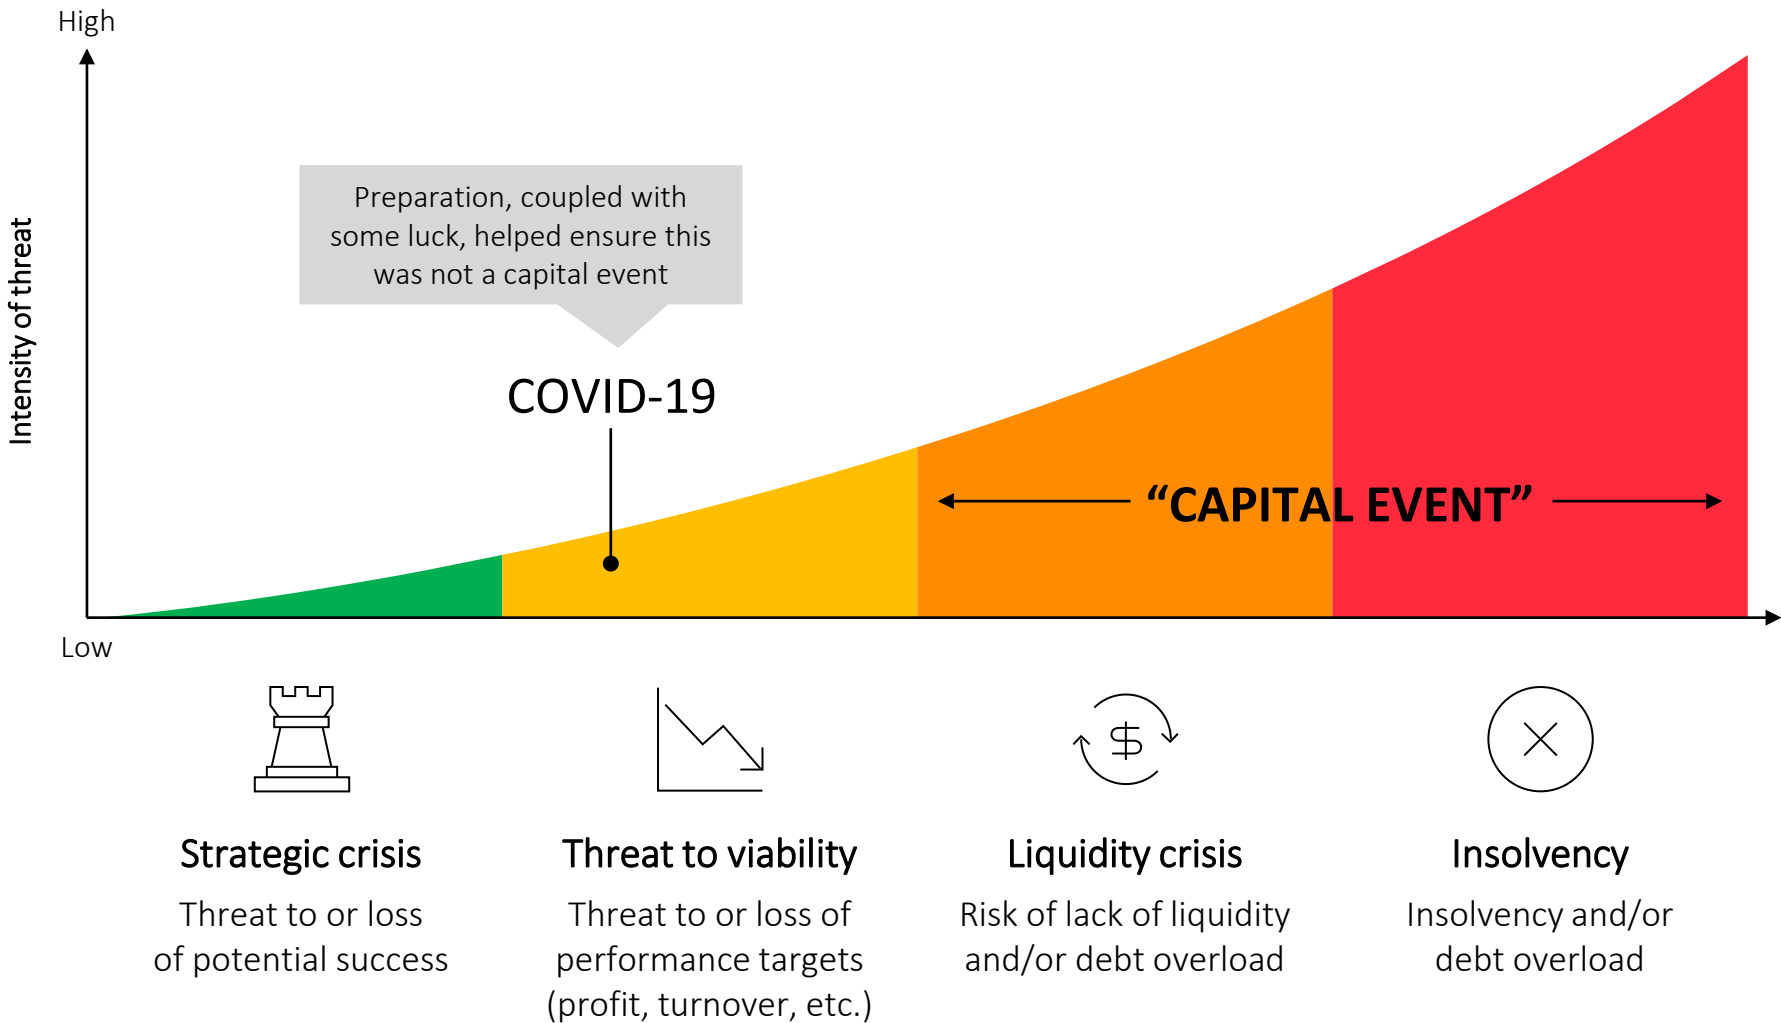 High
Intensity of threat
Preparation, coupled with
some luck, helped ensure this
was not a capital event
COVID-19
“CAPITAL EVENT”
Low
$
Strategic crisis
Threat to or loss
of potential success
Threat to viability
Threat to or loss of
performance targets
(profit, turnover, etc.)
Liquidity crisis
Risk of lack of liquidity
and/or debt overload
Insolvency
Insolvency and/or
debt overload